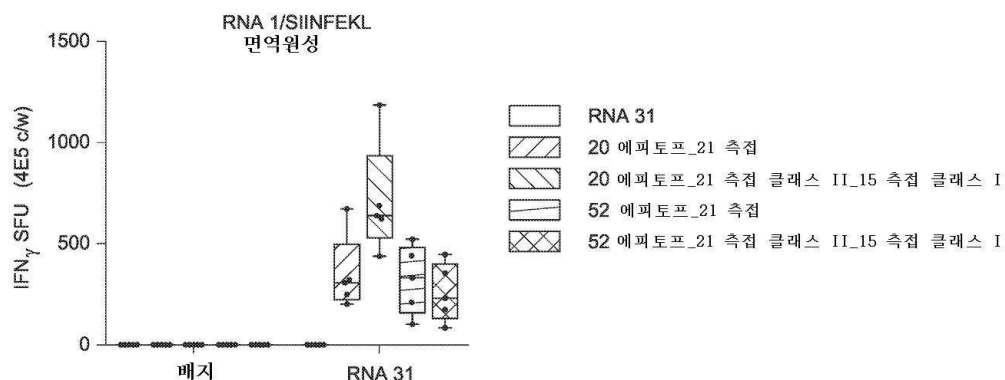 RNA 1/SIINFEKL
면역원성
IFNγ SFU (4E5 c/w)
1500
1000
500
0
배지
RNA 31
RNA 31
20 에피토프_21 측접
20 에피토프_21 측접 클래스 II_15 측접 클래스 I
52 에피토프_21 측접
52 에피토프_21 측접 클래스 II_15 측접 클래스 I